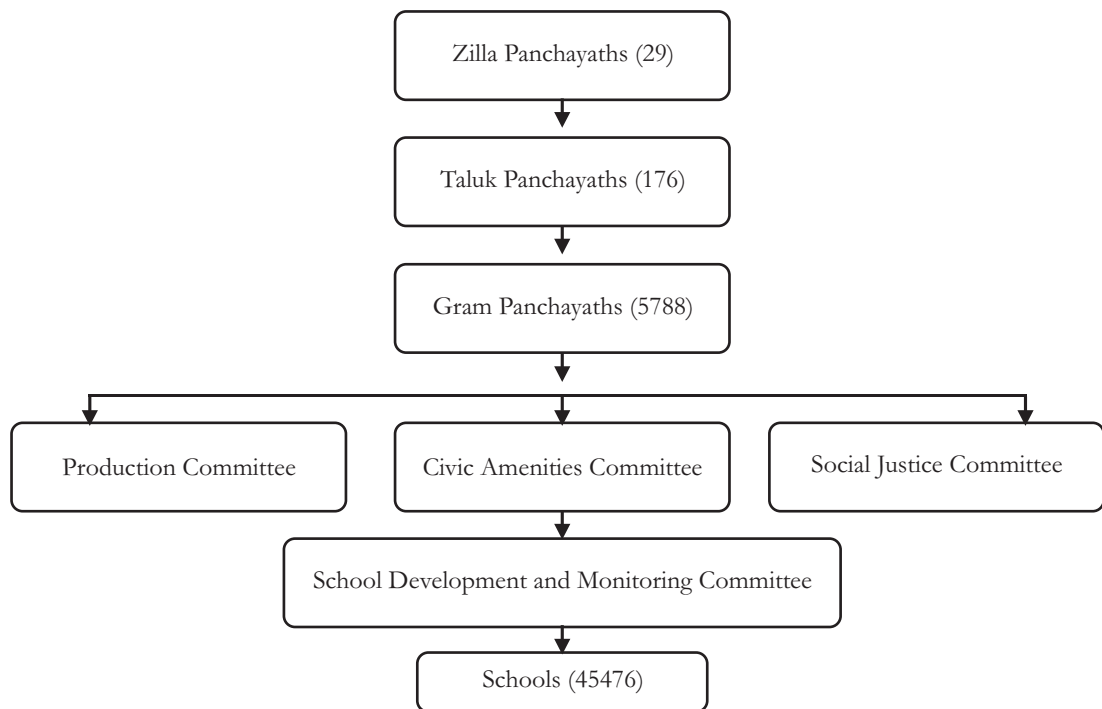 Zilla Panchayaths (29)
Taluk Panchayaths (176)
Gram Panchayaths (5788)
Production Committee
Civic Amenities Committee
Social Justice Committee
School Development and Monitoring Committee
Schools (45476)